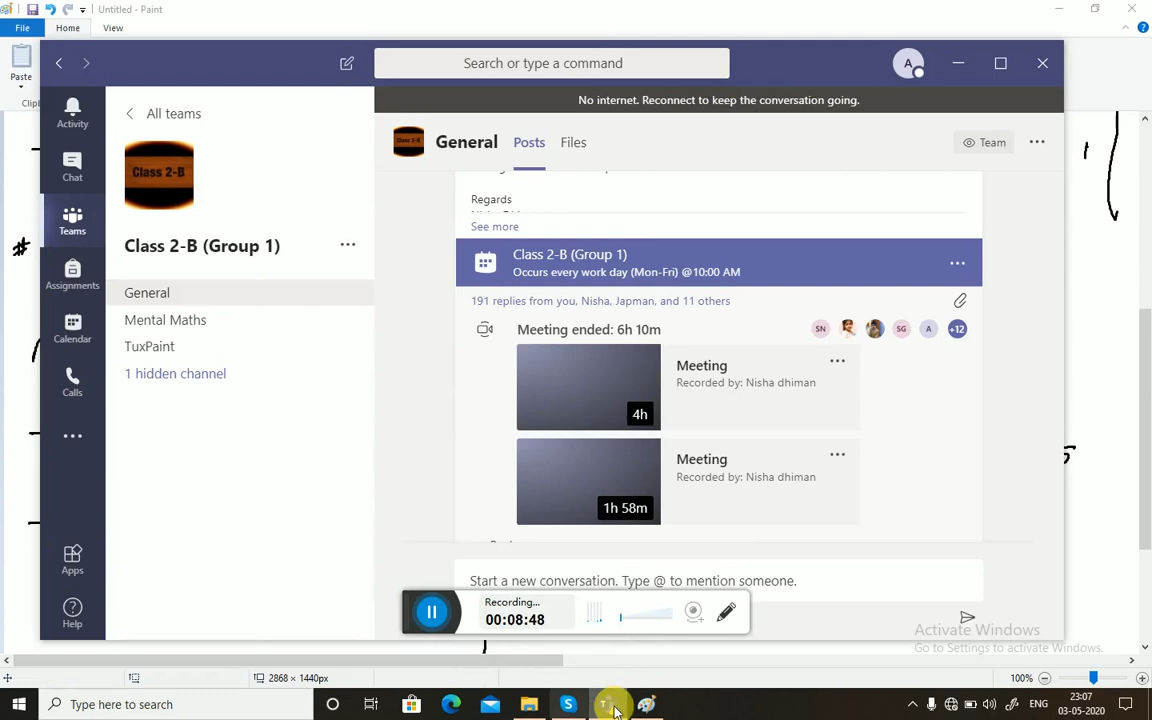 Untitled - Paint
File
Home
View
Paste
Clipb
Search or type a command
A
No internet. Reconnect to keep the conversation going.
Activity
Chat
Teams
Assignments
Calendar
Calls
Apps
Help
All teams
Class 2-B
Class 2-B (Group 1)
General
Mental Maths
TuxPaint
1 hidden channel
General
Posts
Files
Team
Regards
See more
Class 2-B (Group 1)
Occurs every work day (Mon-Fri) @10:00 AM
191 replies from you, Nisha, Japman, and 11 others
Meeting ended: 6h 10m
SN
SG
A
+12
Meeting
Recorded by: Nisha dhiman
4h
Meeting
Recorded by: Nisha dhiman
1h 58m
Start a new conversation. Type @ to mention someone.
Recording...
00:08:48
Activate Windows
Go to Settings to activate Windows.
2868 × 1440px
100%
Type here to search
ENG
23:07
03-05-2020